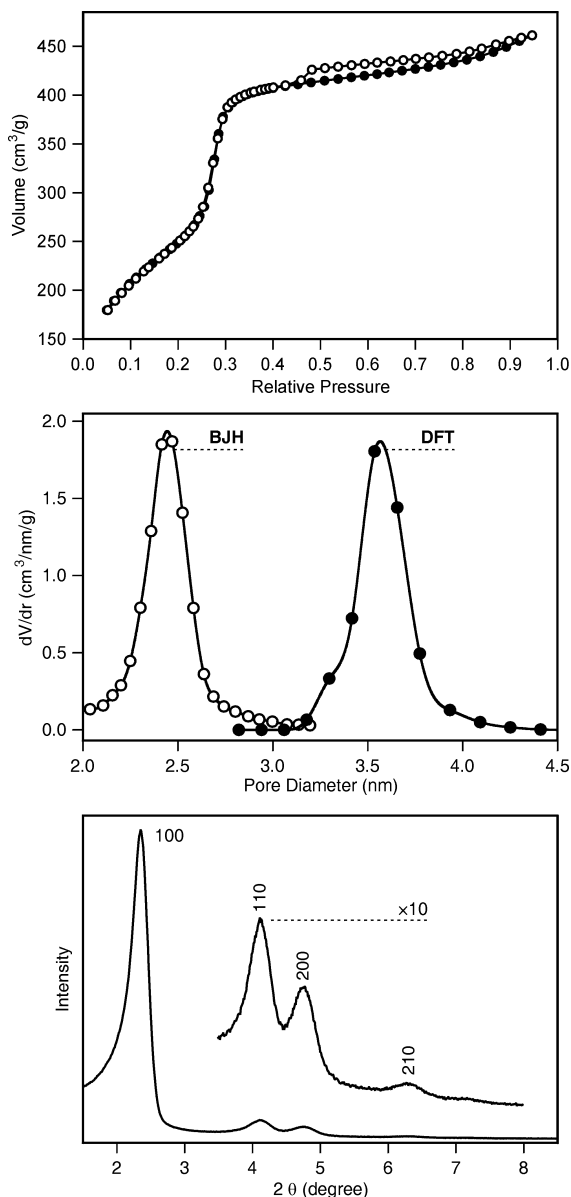 450
400
350
300
250
200
150
Volume (cm³/g)
0.0 0.1 0.2 0.3 0.4 0.5 0.6 0.7 0.8 0.9 1.0
Relative Pressure
2.0
1.5
1.0
0.5
0.0
dV/dr (cm³/nm/g)
BJH
DFT
2.0 2.5 3.0 3.5 4.0 4.5
Pore Diameter (nm)
Intensity
100
110
×10
200
210
2 3 4 5 6 7 8
2 θ (degree)